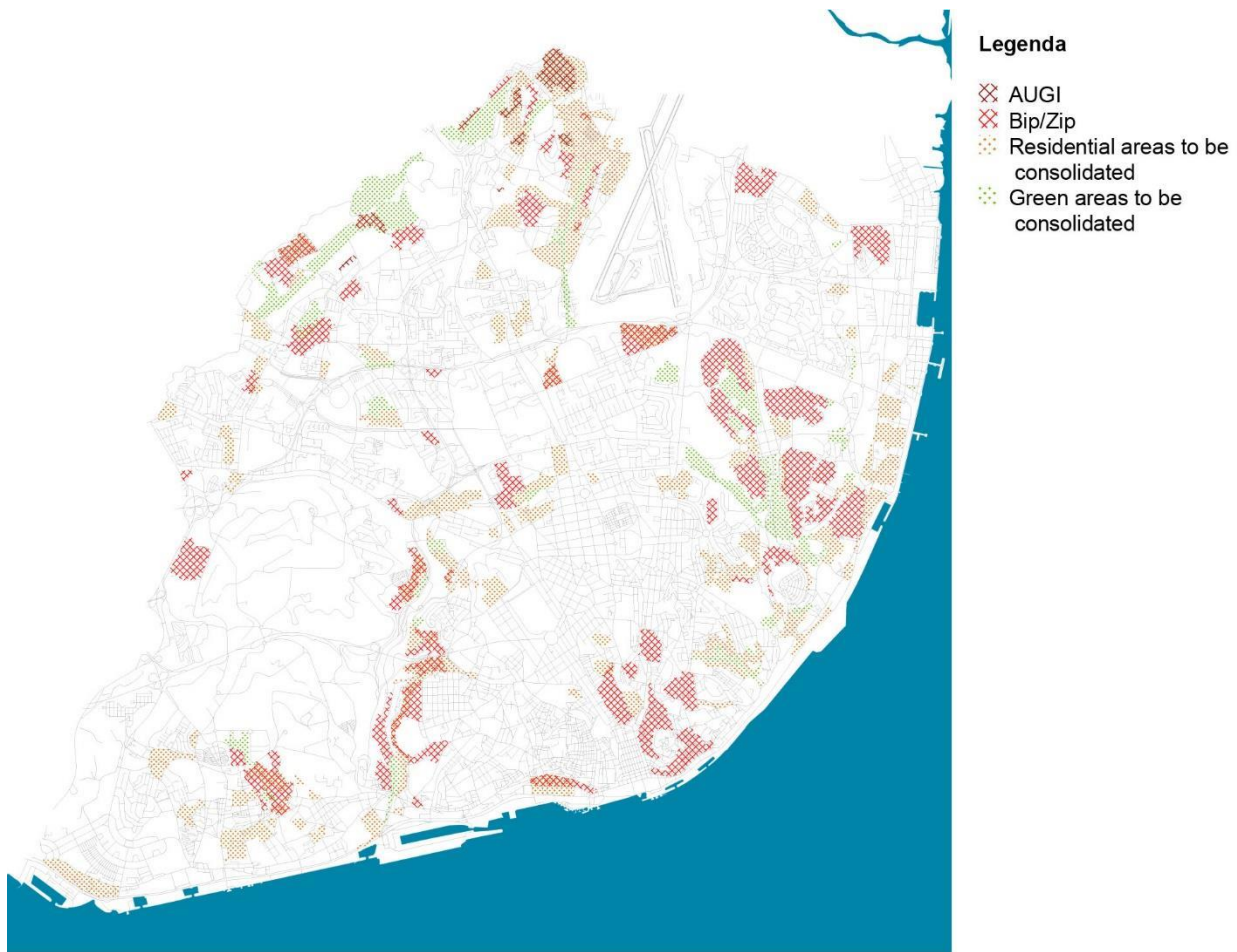 Legenda
AUGI
Bip/Zip
Residential areas to be
consolidated
Green areas to be
consolidated